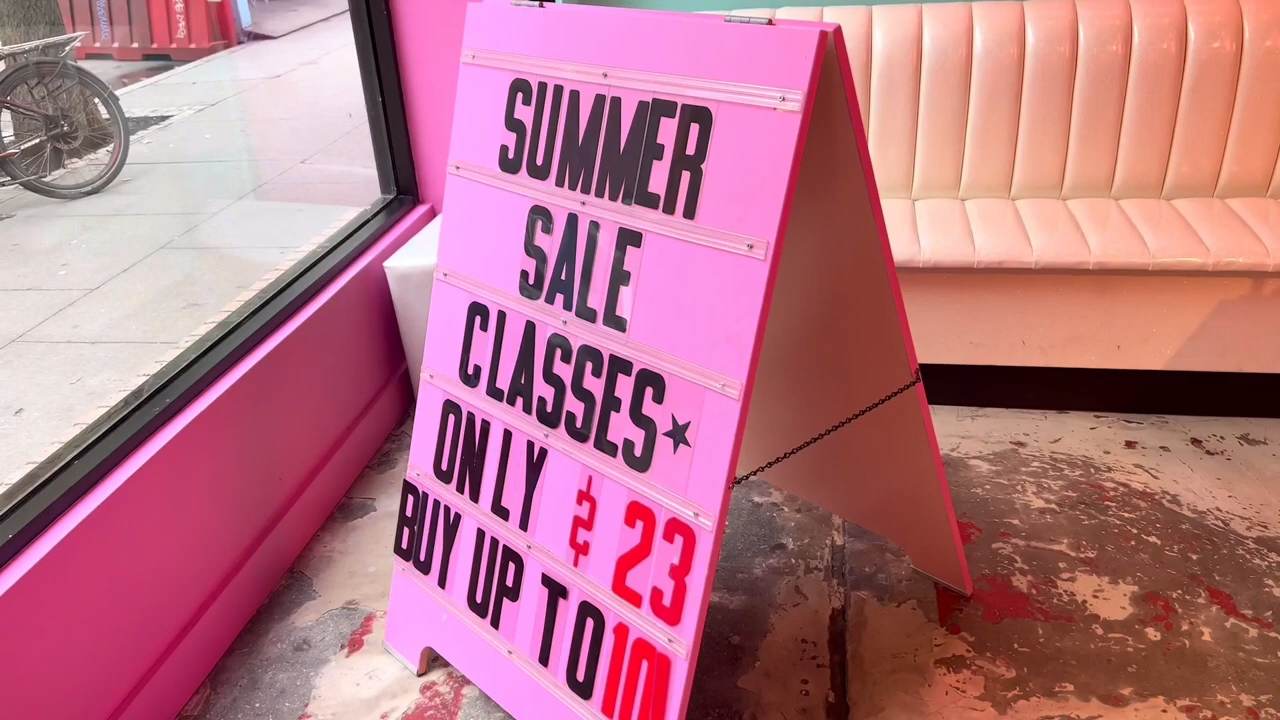 SUMMER
SALE
CLASSES★
ONLY $23
BUY UP TO 10